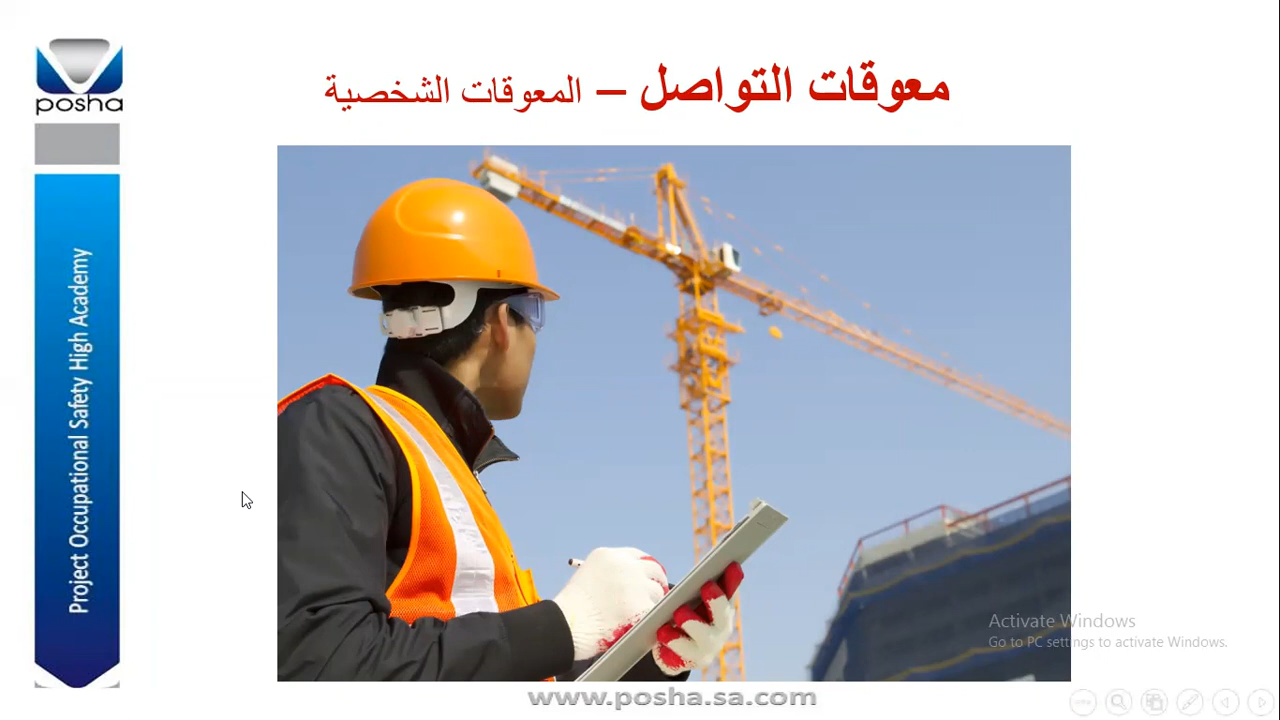 معوقات التواصل – المعوقات الشخصية
posha
Project Occupational Safety High Academy
Activate Windows
Go to PC settings to activate Windows.
www.posha.sa.com